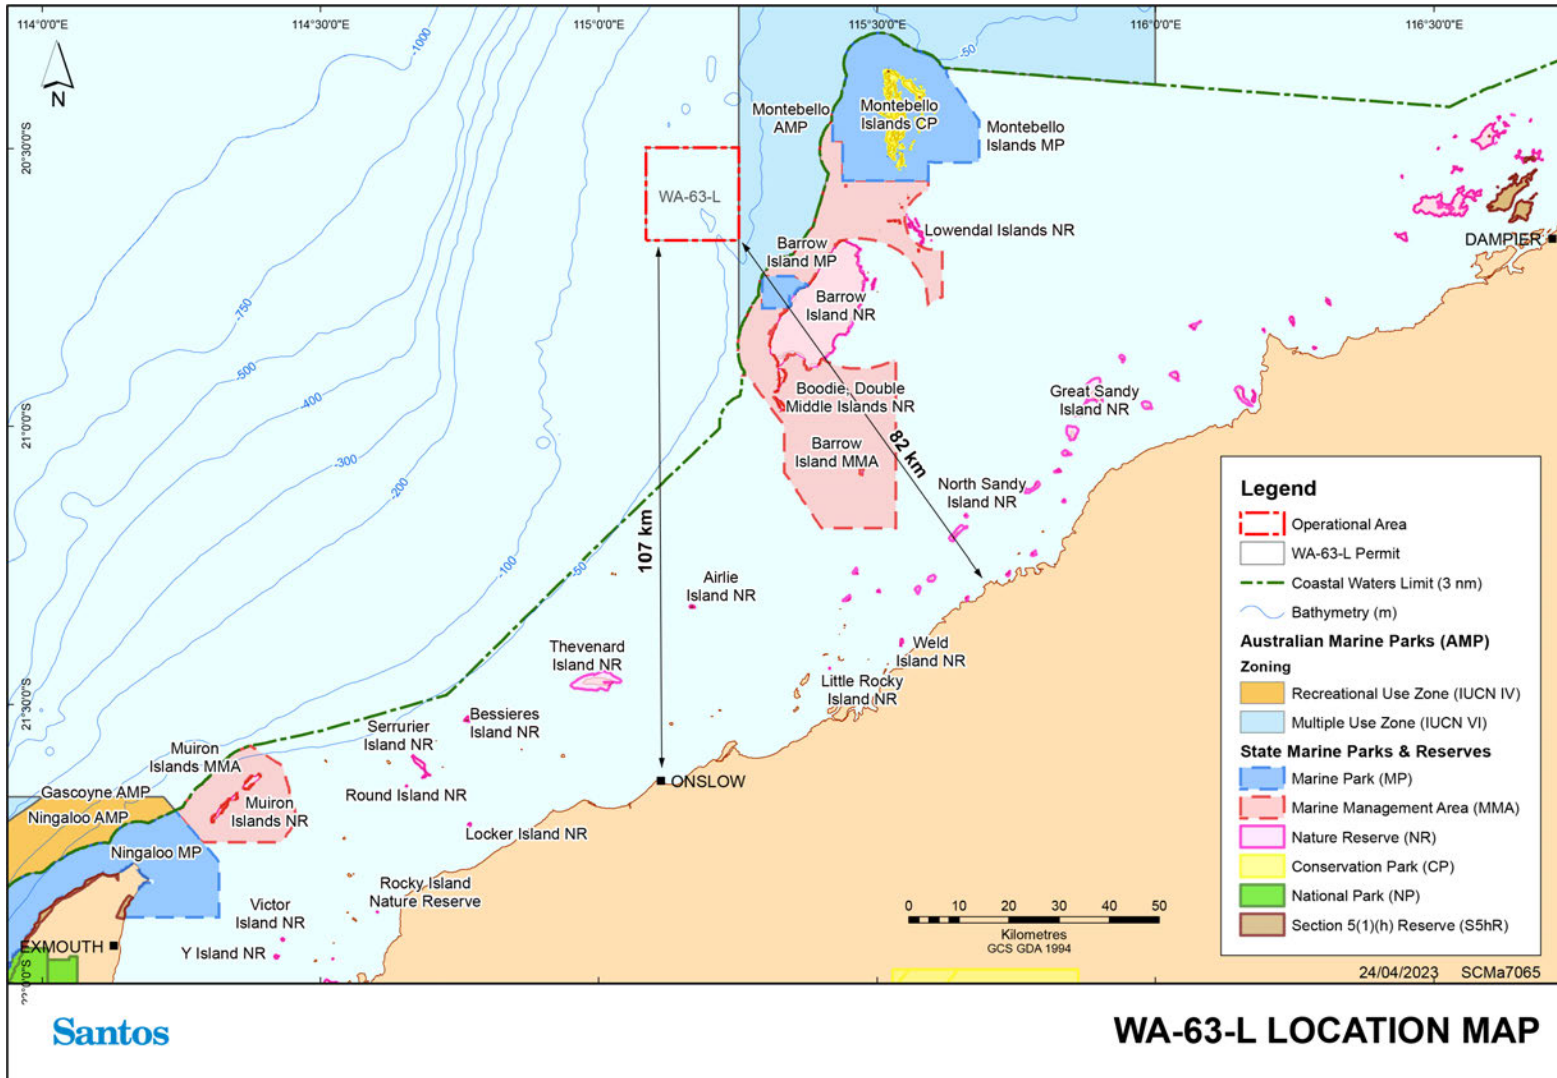 114°0'0"E
114°30'0"E
115°0'0"E
115°30'0"E
116°0'0"E
116°30'0"E
N
-1000
-50
Montebello
AMP
Montebello
Islands CP
Montebello
Islands MP
20°30'0"S
WA-63-L
Lowendal Islands NR
DAMPIER
Barrow
Island MP
Barrow
Island NR
-750
-500
-400
Boodie, Double
Middle Islands NR
Great Sandy
Island NR
21°0'0"S
-300
-200
Barrow
Island MMA
82 km
North Sandy
Island NR
107 km
-100
-50
Airlie
Island NR
Thevenard
Island NR
Weld
Island NR
Little Rocky
Island NR
21°30'0"S
Bessieres
Island NR
Serrurier
Island NR
Muiron
Islands MMA
ONSLOW
Round Island NR
Gascoyne AMP
Ningaloo AMP
Muiron
Islands NR
Locker Island NR
Ningaloo MP
Rocky Island
Nature Reserve
Victor
Island NR
EXMOUTH
Y Island NR
Legend
Operational Area
WA-63-L Permit
Coastal Waters Limit (3 nm)
Bathymetry (m)
Australian Marine Parks (AMP)
Zoning
Recreational Use Zone (IUCN IV)
Multiple Use Zone (IUCN VI)
State Marine Parks & Reserves
Marine Park (MP)
Marine Management Area (MMA)
Nature Reserve (NR)
Conservation Park (CP)
National Park (NP)
Section 5(1)(h) Reserve (S5hR)
0 10 20 30 40 50
Kilometres
GCS GDA 1994
24/04/2023 SCMa7065
Santos
WA-63-L LOCATION MAP